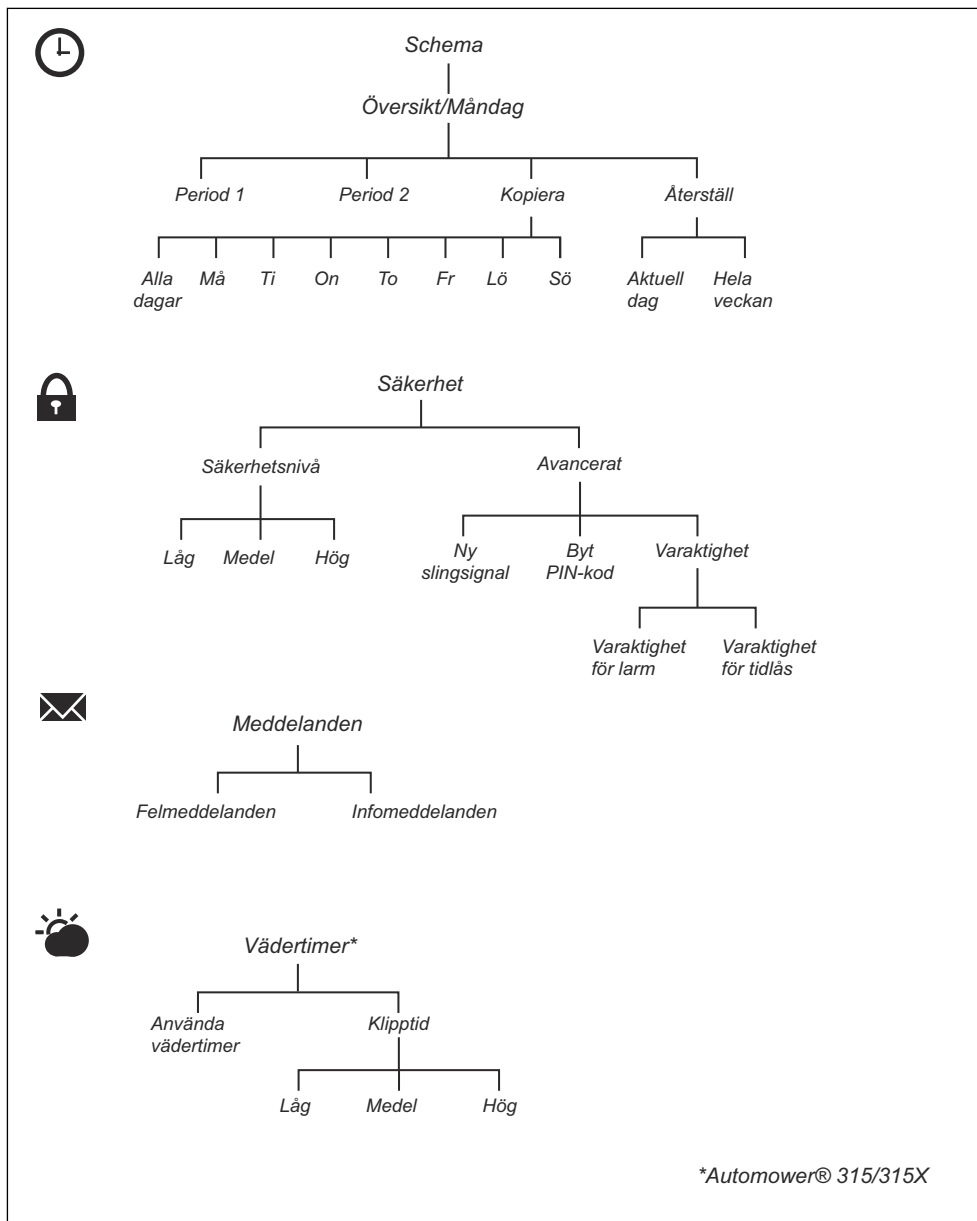 Schema
Översikt/Måndag
Period 1 Period 2 Kopiera Återställ
Alla dagar Må Ti On To Fr Lö Sö Aktuell dag Hela veckan
Säkerhet
Säkerhetsnivå Avancerat
Låg Medel Hög Ny slingsignal Byt PIN-kod Varaktighet
Varaktighet för larm Varaktighet för tidlås
Meddelanden
Felmeddelanden Infomeddelanden
Vädertimer*
Använda vädertimer Klipptid
Låg Medel Hög
*Automower® 315/315X